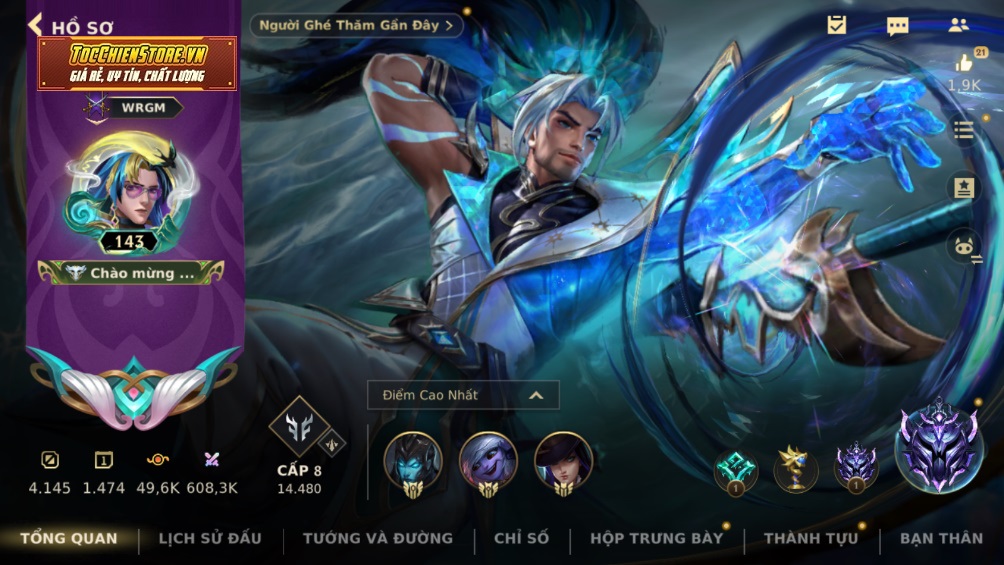 HỒ SƠ
Người Ghé Thăm Gần Đây >
TOCCHIENSTORE.VN
GIÁ RẺ, UY TÍN, CHẤT LƯỢNG
WRGM
21
1,9K
143
Chào mừng ...
Điểm Cao Nhất
CẤP 8
14.480
4.145
1.474
49,6K
608,3K
1
1
1
TỔNG QUAN
LỊCH SỬ ĐẤU
TƯỚNG VÀ ĐƯỜNG
CHỈ SỐ
HỘP TRƯNG BÀY
THÀNH TỰU
BẠN THÂN